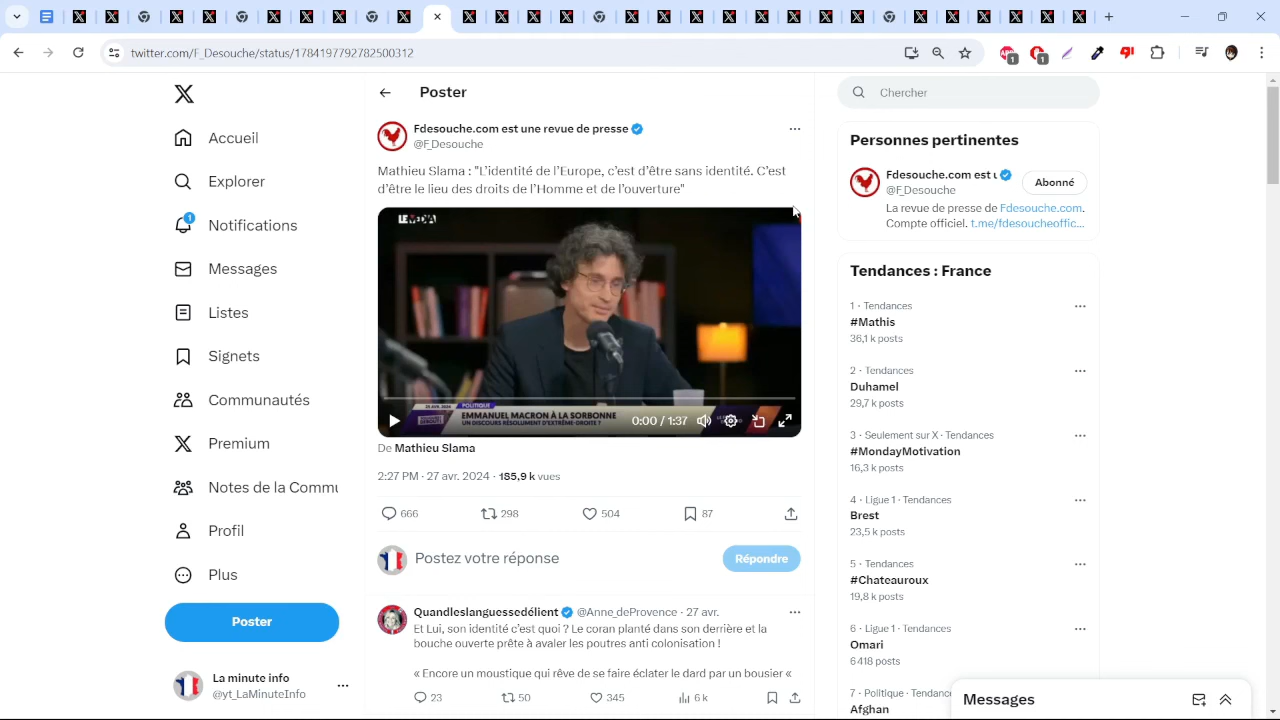 twitter.com/F_Desouche/status/1784197792782500312
1
1
Poster
Chercher
Accueil
Explorer
1
Notifications
Messages
Listes
Signets
Communautés
Premium
Notes de la Commu
Profil
Plus
Poster
La minute info
@yt_LaMinuteInfo
Fdesouche.com est une revue de presse
@F_Desouche
Mathieu Slama : "L'identité de l'Europe, c'est d'être sans identité. C'est
d'être le lieu des droits de l'Homme et de l'ouverture"
LEMEDIA
25 AVR. 2024
POLITIQUE
EMMANUEL MACRON À LA SORBONNE
UN DISCOURS RÉSOLUMENT D'EXTRÊME-DROITE ?
0:00 / 1:37
De Mathieu Slama
2:27 PM · 27 avr. 2024 · 185,9 k vues
666
298
504
87
Postez votre réponse
Répondre
Quandleslanguessedélient @Anne_deProvence · 27 avr.
Et Lui, son identité c'est quoi ? Le coran planté dans son derrière et la
bouche ouverte prête à avaler les poutres anti colonisation !
« Encore un moustique qui rêve de se faire éclater le dard par un bousier «
23
50
345
6 k
Personnes pertinentes
Fdesouche.com est u
@F_Desouche
Abonné
La revue de presse de Fdesouche.com.
Compte officiel. t.me/fdesoucheoffic...
Tendances : France
1 · Tendances
#Mathis
36,1 k posts
2 · Tendances
Duhamel
29,7 k posts
3 · Seulement sur X · Tendances
#MondayMotivation
16,3 k posts
4 · Ligue 1 · Tendances
Brest
23,5 k posts
5 · Tendances
#Chateauroux
19,8 k posts
6 · Ligue 1 · Tendances
Omari
6 418 posts
7 · Politique · Tendance
Afghan
Messages